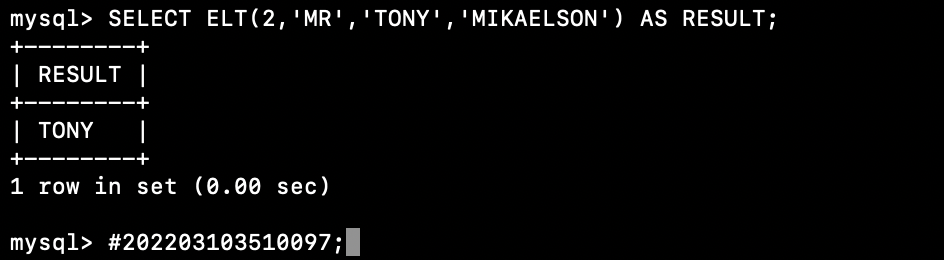 mysql> SELECT ELT(2,'MR','TONY','MIKAELSON') AS RESULT;
+--------+
| RESULT |
+--------+
| TONY   |
+--------+
1 row in set (0.00 sec)
mysql> #202203103510097;